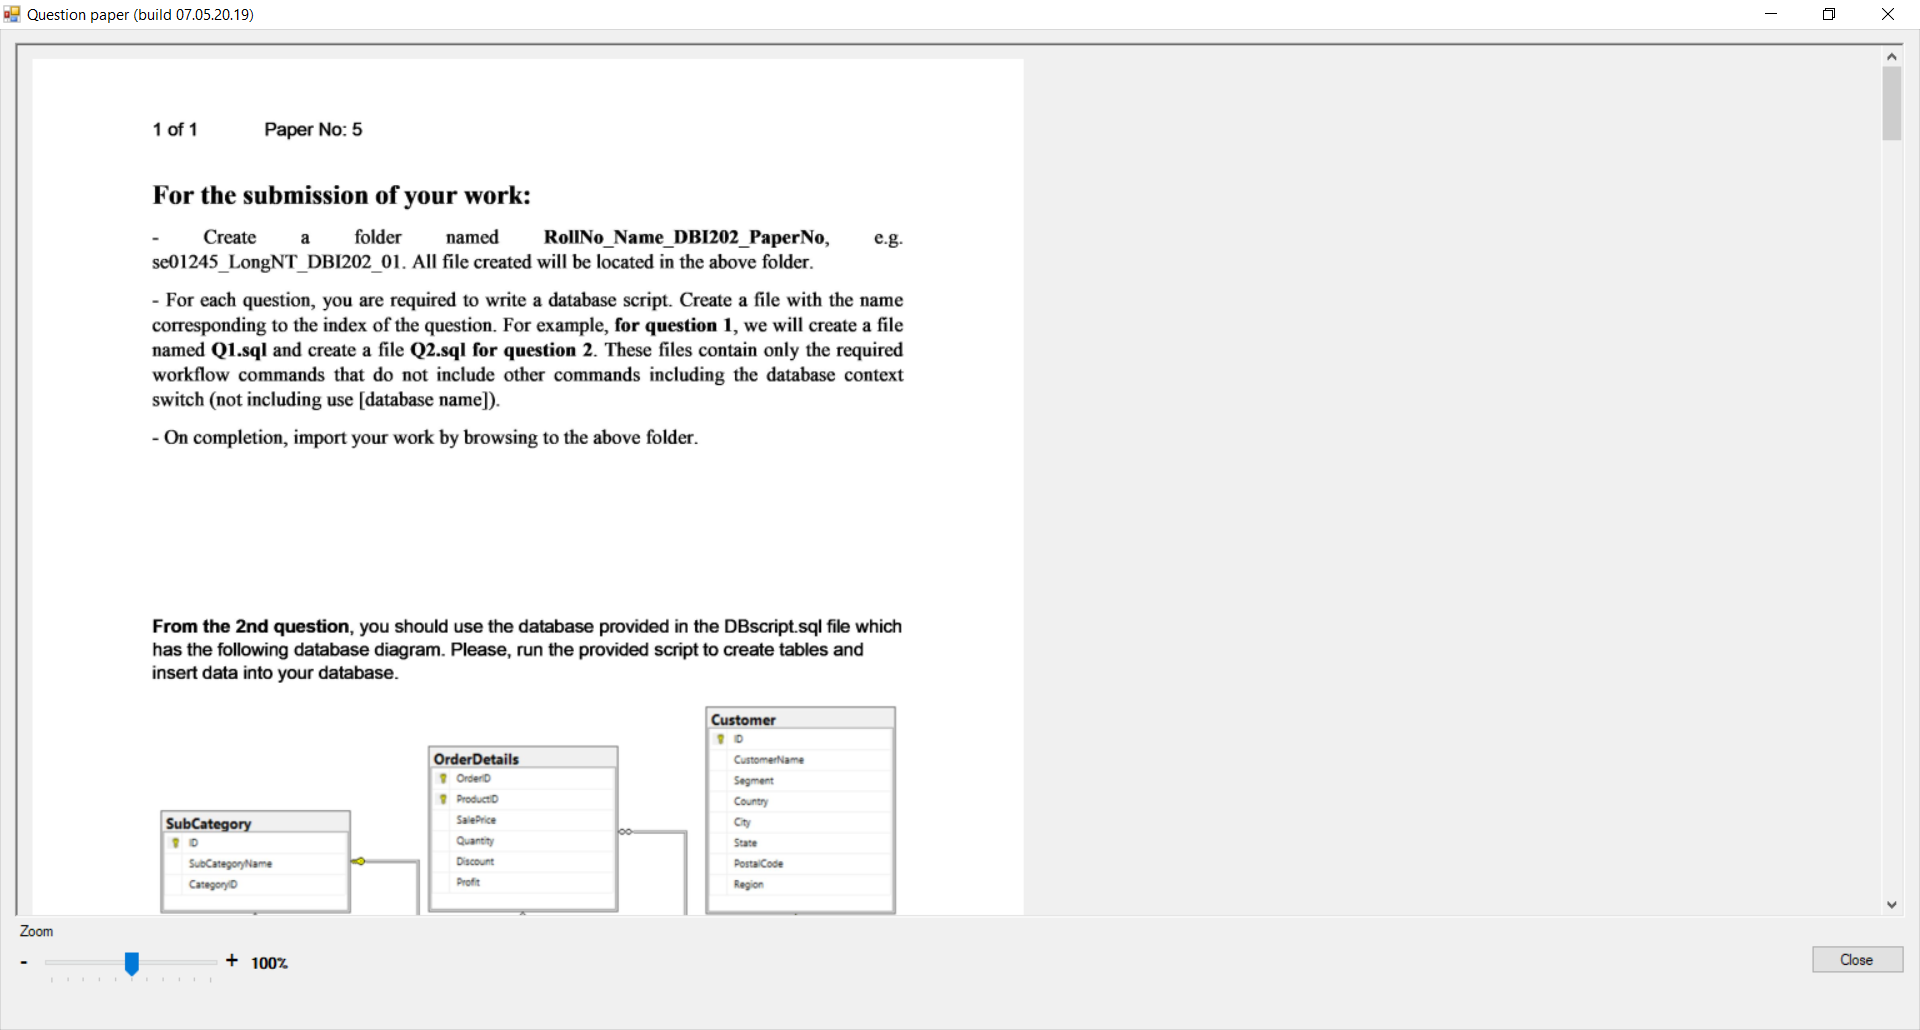 Question paper (build 07.05.20.19)
1 of 1 Paper No: 5
For the submission of your work:
- Create a folder named RollNo_Name_DBI202_PaperNo, e.g.
se01245_LongNT_DBI202_01. All file created will be located in the above folder.
- For each question, you are required to write a database script. Create a file with the name
corresponding to the index of the question. For example, for question 1, we will create a file
named Q1.sql and create a file Q2.sql for question 2. These files contain only the required
workflow commands that do not include other commands including the database context
switch (not including use [database name]).
- On completion, import your work by browsing to the above folder.
From the 2nd question, you should use the database provided in the DBscript.sql file which
has the following database diagram. Please, run the provided script to create tables and
insert data into your database.
SubCategory
ID
SubCategoryName
CategoryID
OrderDetails
OrderID
ProductID
SalePrice
Quantity
Discount
Profit
Customer
ID
CustomerName
Segment
Country
City
State
PostalCode
Region
Zoom
- + 100%
Close